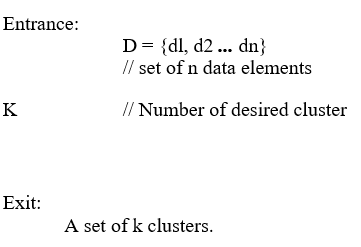 Entrance:
D = {dl, d2 ... dn}
// set of n data elements
K // Number of desired cluster
Exit:
A set of k clusters.